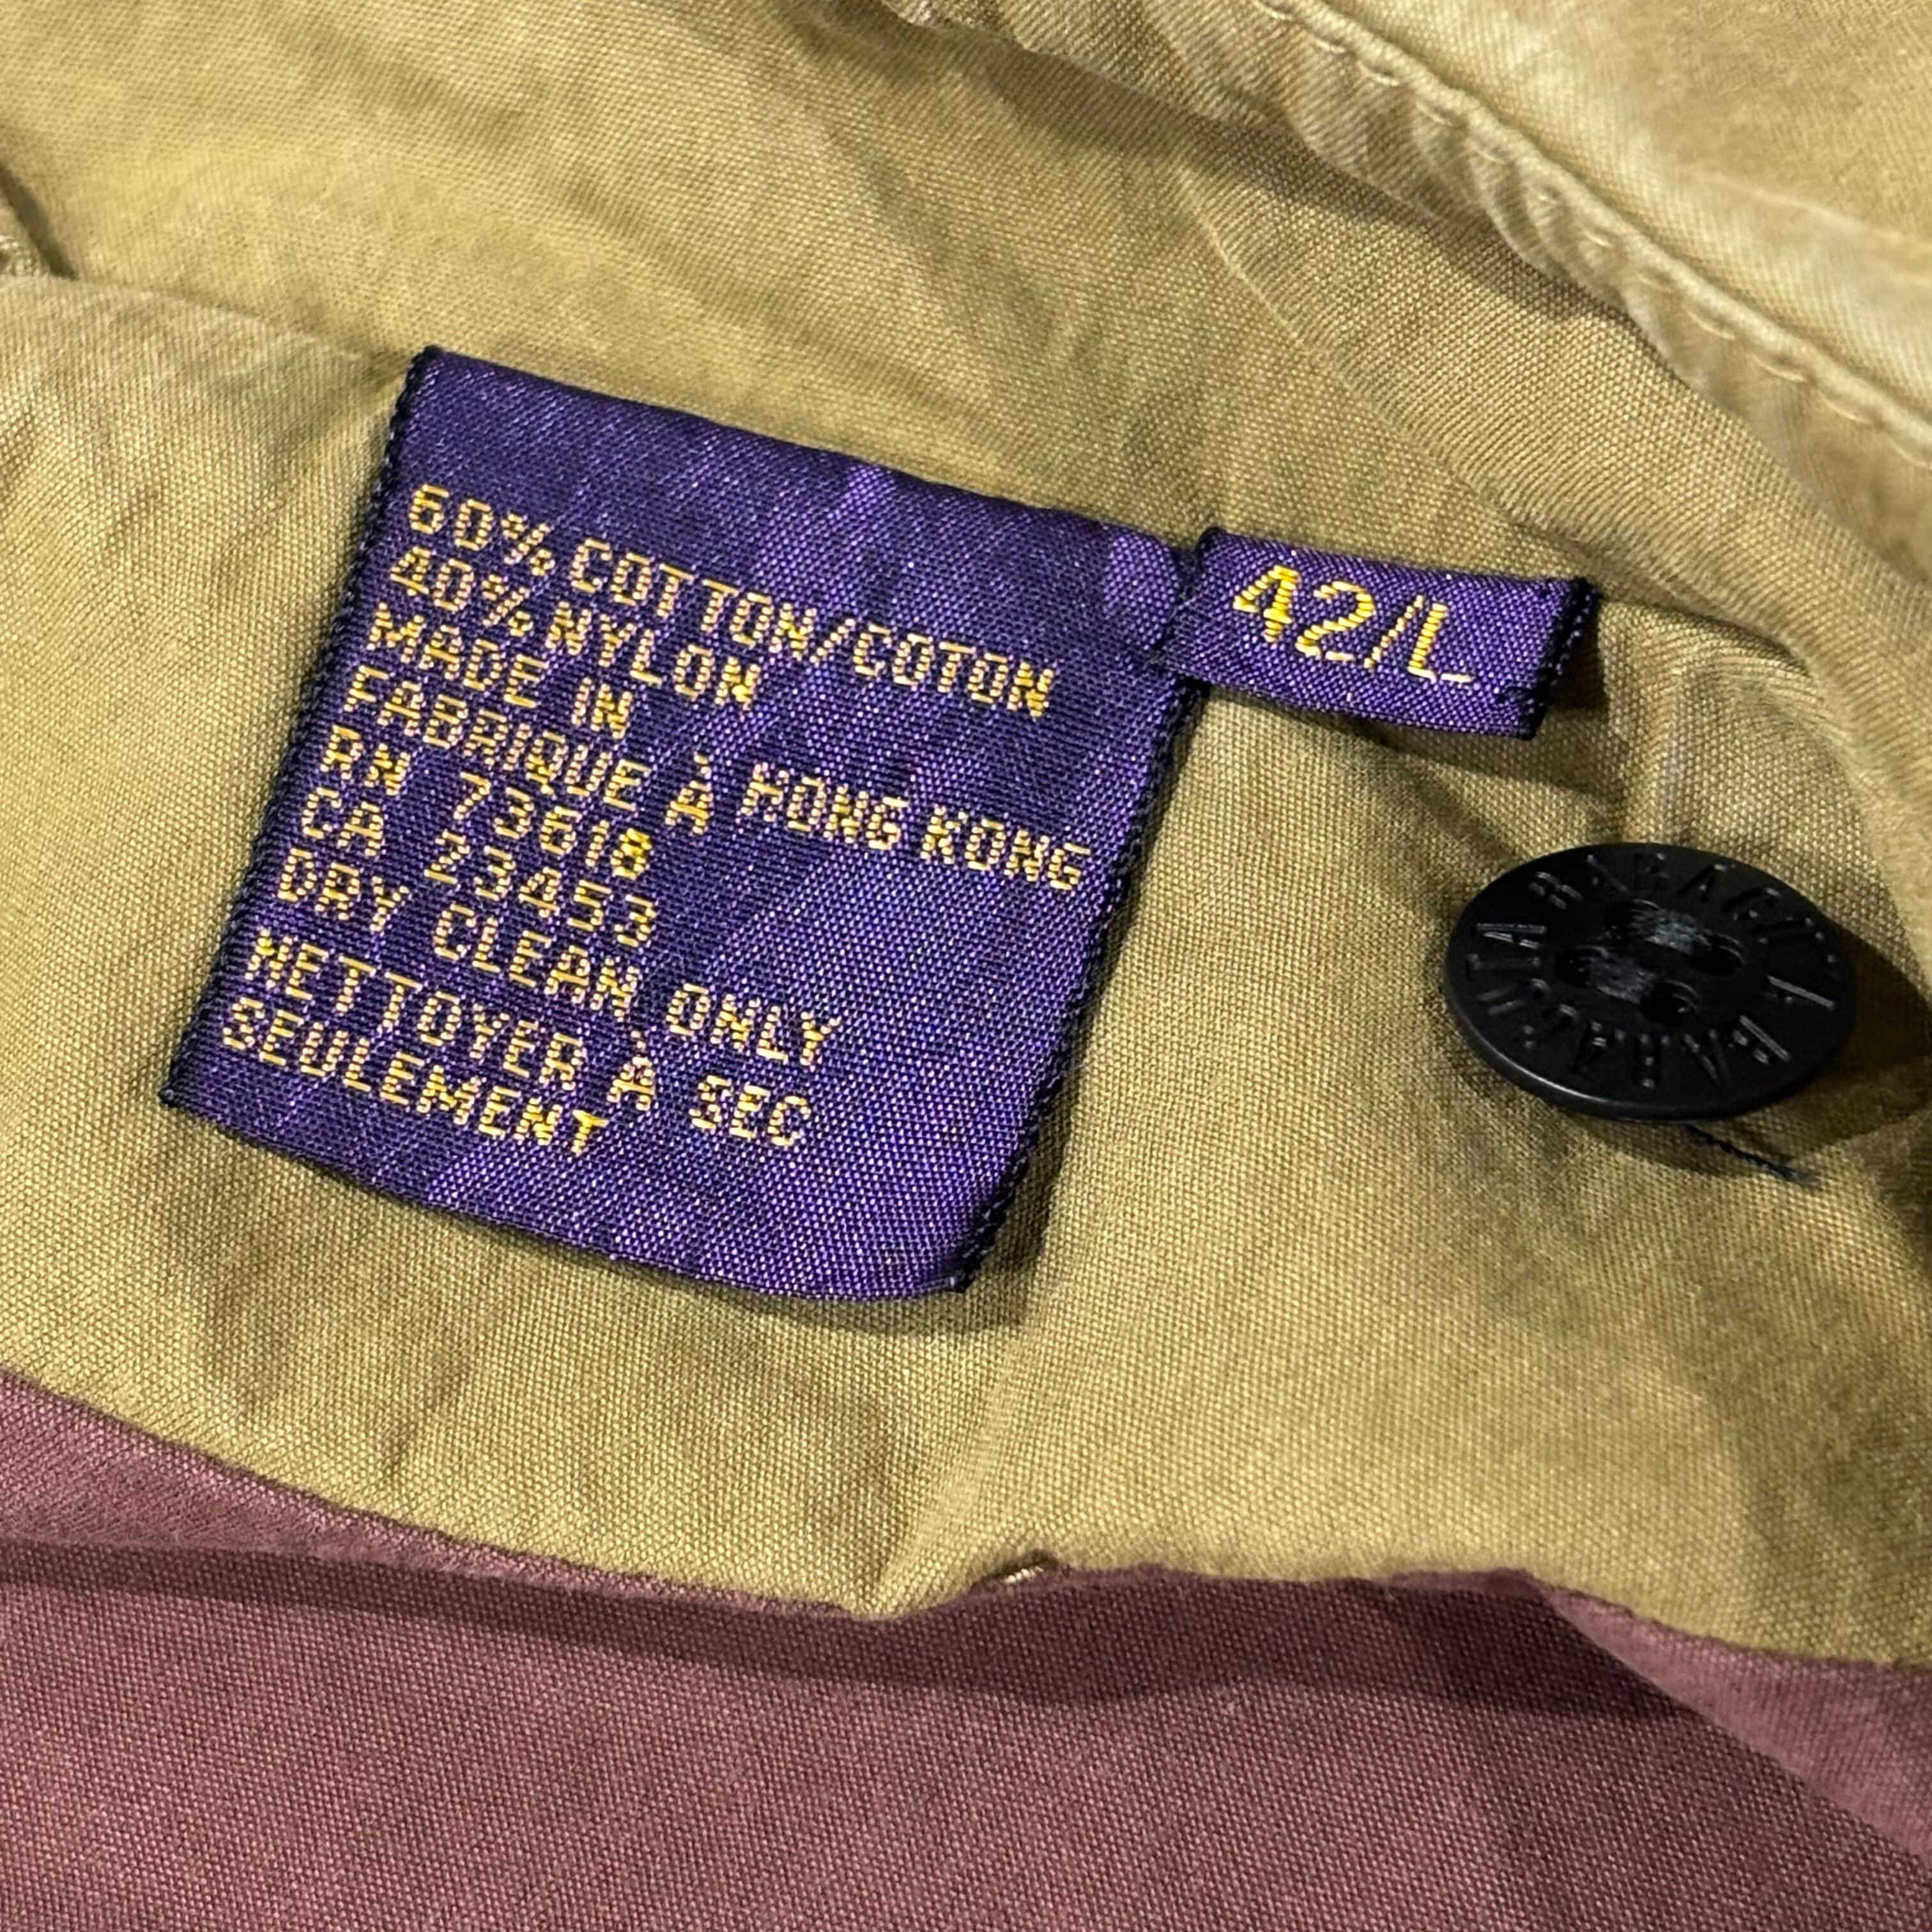 60% COTTON/COTON
40% NYLON
MADE IN
FABRIQUE À HONG KONG
RN 73618
CA 23453
DRY CLEAN ONLY
NETTOYER À SEC
SEULEMENT
42/L